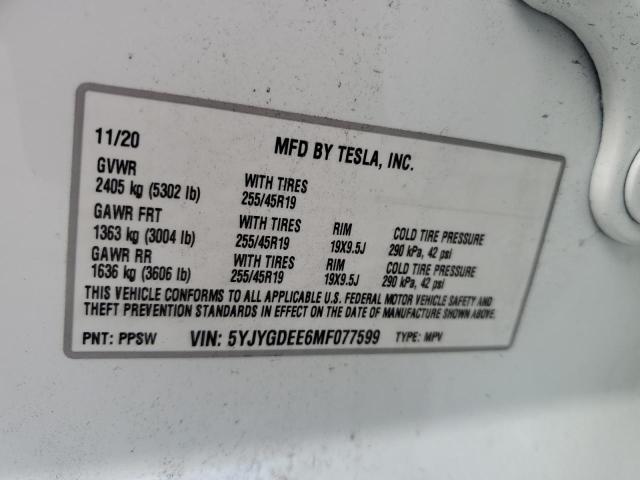 11/20 MFD BY TESLA, INC.
GVWR
2405 kg (5302 lb) WITH TIRES 255/45R19
GAWR FRT WITH TIRES RIM COLD TIRE PRESSURE
1363 kg (3004 lb) 255/45R19 19X9.5J 290 kPa, 42 psi
GAWR RR WITH TIRES RIM COLD TIRE PRESSURE
1636 kg (3606 lb) 255/45R19 19X9.5J 290 kPa, 42 psi
THIS VEHICLE CONFORMS TO ALL APPLICABLE U.S. FEDERAL MOTOR VEHICLE SAFETY AND
THEFT PREVENTION STANDARDS IN EFFECT ON THE DATE OF MANUFACTURE SHOWN ABOVE.
PNT: PPSW VIN: 5YJYGDEE6MF077599 TYPE: MPV